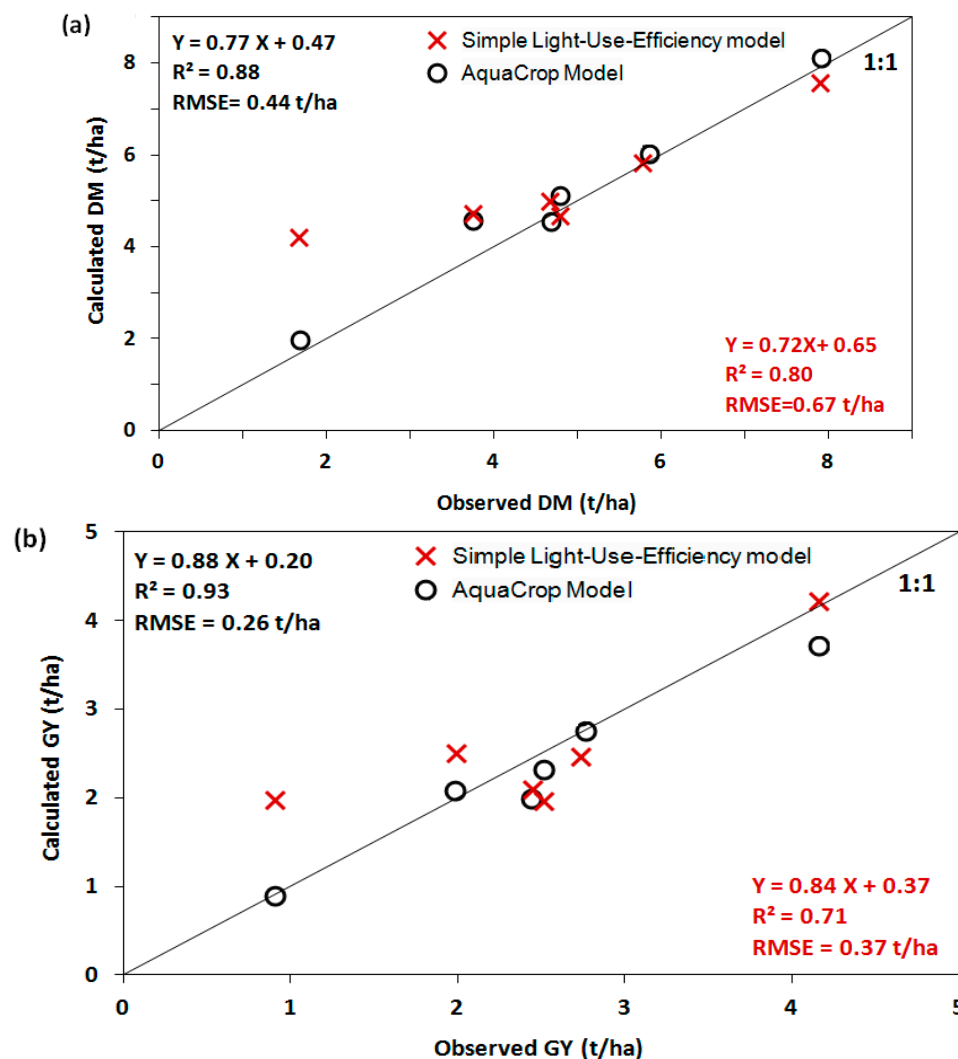 (a)
Y = 0.77 X + 0.47
R² = 0.88
RMSE= 0.44 t/ha
Simple Light-Use-Efficiency model
AquaCrop Model
1:1
8
6
4
2
0
Calculated DM (t/ha)
Y = 0.72X+ 0.65
R² = 0.80
RMSE=0.67 t/ha
0 2 4 6 8
Observed DM (t/ha)
(b)
Y = 0.88 X + 0.20
R² = 0.93
RMSE = 0.26 t/ha
Simple Light-Use-Efficiency model
AquaCrop Model
1:1
5
4
3
2
1
0
Calculated GY (t/ha)
Y = 0.84 X + 0.37
R² = 0.71
RMSE = 0.37 t/ha
0 1 2 3 4 5
Observed GY (t/ha)